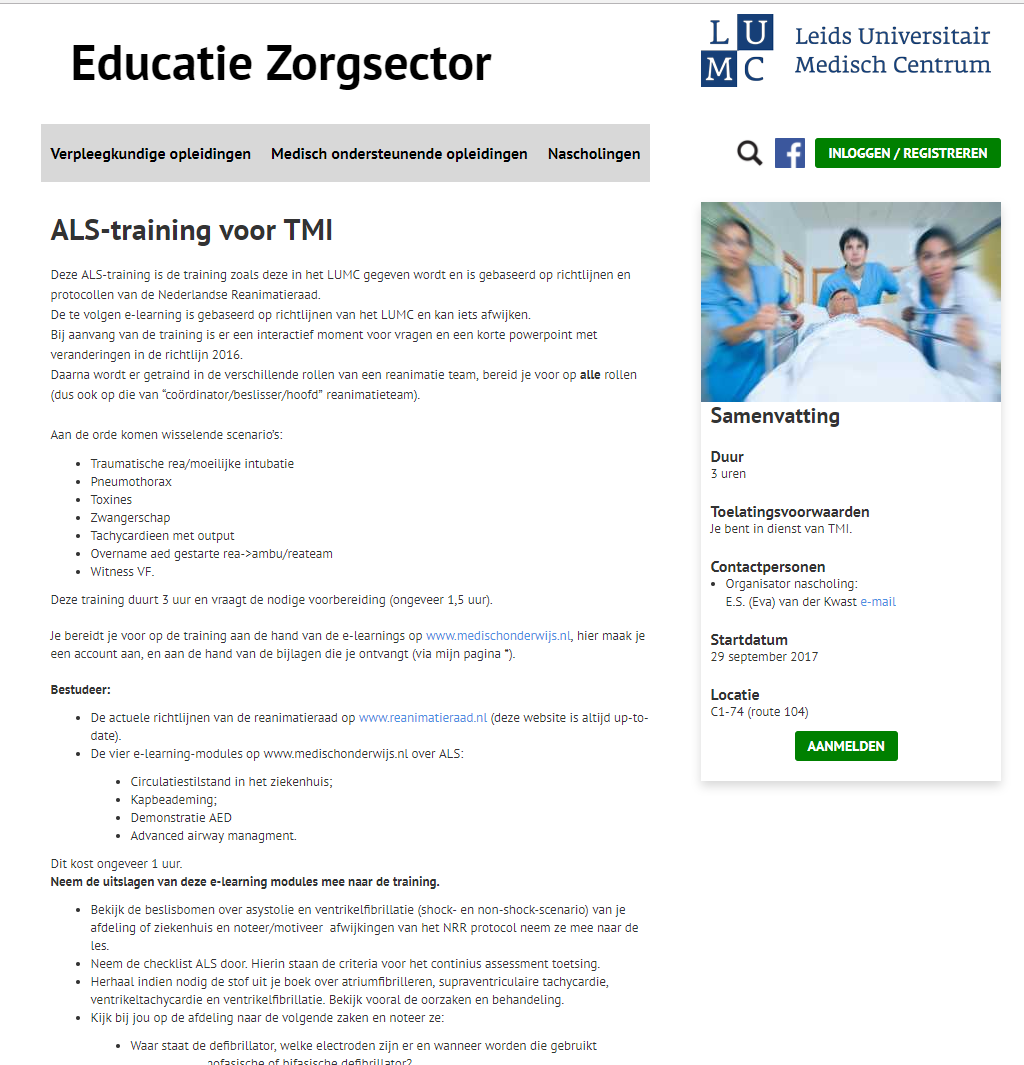 Educatie Zorgsector
L U M C
Leids Universitair
Medisch Centrum
Verpleegkundige opleidingen Medisch ondersteunende opleidingen Nascholingen
INLOGGEN / REGISTREREN
ALS-training voor TMI
Deze ALS-training is de training zoals deze in het LUMC gegeven wordt en is gebaseerd op richtlijnen en
protocollen van de Nederlandse Reanimatieraad.
De te volgen e-learning is gebaseerd op richtlijnen van het LUMC en kan iets afwijken.
Bij aanvang van de training is er een interactief moment voor vragen en een korte powerpoint met
veranderingen in de richtlijn 2016.
Daarna wordt er getraind in de verschillende rollen van een reanimatie team, bereid je voor op alle rollen
(dus ook op die van “coördinator/beslisser/hoofd” reanimatieteam).
Aan de orde komen wisselende scenario's:
• Traumatische rea/moeilijke intubatie
• Pneumothorax
• Toxines
• Zwangerschap
• Tachycardieen met output
• Overname aed gestarte rea->ambu/reateam
• Witness VF.
Deze training duurt 3 uur en vraagt de nodige voorbereiding (ongeveer 1,5 uur).
Je bereidt je voor op de training aan de hand van de e-learnings op www.medischonderwijs.nl, hier maak je
een account aan, en aan de hand van de bijlagen die je ontvangt (via mijn pagina *).
Bestudeer:
• De actuele richtlijnen van de reanimatieraad op www.reanimatieraad.nl (deze website is altijd up-to-
date).
• De vier e-learning-modules op www.medischonderwijs.nl over ALS:
• Circulatiestilstand in het ziekenhuis;
• Kapbeademing;
• Demonstratie AED
• Advanced airway managment.
Dit kost ongeveer 1 uur.
Neem de uitslagen van deze e-learning modules mee naar de training.
• Bekijk de beslisbomen over asystolie en ventrikelfibrillatie (shock- en non-shock-scenario) van je
afdeling of ziekenhuis en noteer/motiveer afwijkingen van het NRR protocol neem ze mee naar de
les.
• Neem de checklist ALS door. Hierin staan de criteria voor het continius assessment toetsing.
• Herhaal indien nodig de stof uit je boek over atriumfibrilleren, supraventriculaire tachycardie,
ventrikeltachycardie en ventrikelfibrillatie. Bekijk vooral de oorzaken en behandeling.
• Kijk bij jou op de afdeling naar de volgende zaken en noteer ze:
• Waar staat de defibrillator, welke electroden zijn er en wanneer worden die gebruikt
of bifasische defibrillator?
Samenvatting
Duur
3 uren
Toelatingsvoorwaarden
Je bent in dienst van TMI.
Contactpersonen
• Organisator nascholing:
E.S. (Eva) van der Kwast e-mail
Startdatum
29 september 2017
Locatie
C1-74 (route 104)
AANMELDEN